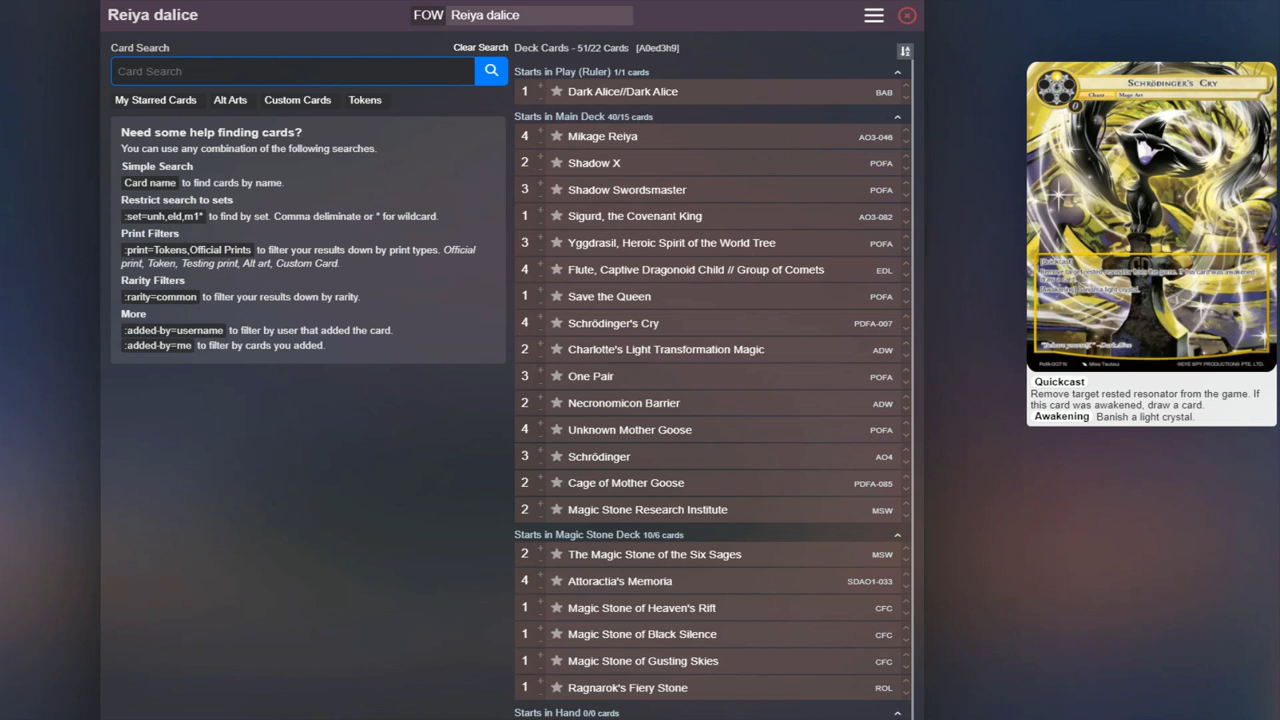 Reiya dalice
FOW Reiya dalice
Card Search
Clear Search
Card Search
My Starred Cards Alt Arts Custom Cards Tokens
Need some help finding cards?
You can use any combination of the following searches.
Simple Search
Card name to find cards by name.
Restrict search to sets
:set=unh,eld,m1* to find by set. Comma deliminate or * for wildcard.
Print Filters
:print=Tokens,Official Prints to filter your results down by print types. Official
print, Token, Testing print, Alt art, Custom Card.
Rarity Filters
:rarity=common to filter your results down by rarity.
More
:added-by=username to filter by user that added the card.
:added-by=me to filter by cards you added.
Deck Cards - 51/22 Cards [A0ed3h9]
Starts in Play (Ruler) 1/1 cards
1 Dark Alice//Dark Alice BAB
Starts in Main Deck 40/15 cards
4 Mikage Reiya AO3-046
2 Shadow X POFA
3 Shadow Swordsmaster POFA
1 Sigurd, the Covenant King AO3-082
3 Yggdrasil, Heroic Spirit of the World Tree POFA
4 Flute, Captive Dragonoid Child // Group of Comets EDL
1 Save the Queen POFA
4 Schrödinger's Cry PDFA-007
2 Charlotte's Light Transformation Magic ADW
3 One Pair POFA
2 Necronomicon Barrier ADW
4 Unknown Mother Goose POFA
3 Schrödinger AO4
2 Cage of Mother Goose PDFA-085
2 Magic Stone Research Institute MSW
Starts in Magic Stone Deck 10/6 cards
2 The Magic Stone of the Six Sages MSW
4 Attoractia's Memoria SDAO1-033
1 Magic Stone of Heaven's Rift CFC
1 Magic Stone of Black Silence CFC
1 Magic Stone of Gusting Skies CFC
1 Ragnarok's Fiery Stone ROL
Starts in Hand 0/0 cards
Schrödinger's Cry
Chant Mage Art
0
Quickcast
Remove target rested resonator from the game. If
this card was awakened, draw a card.
Awakening Banish a light crystal.